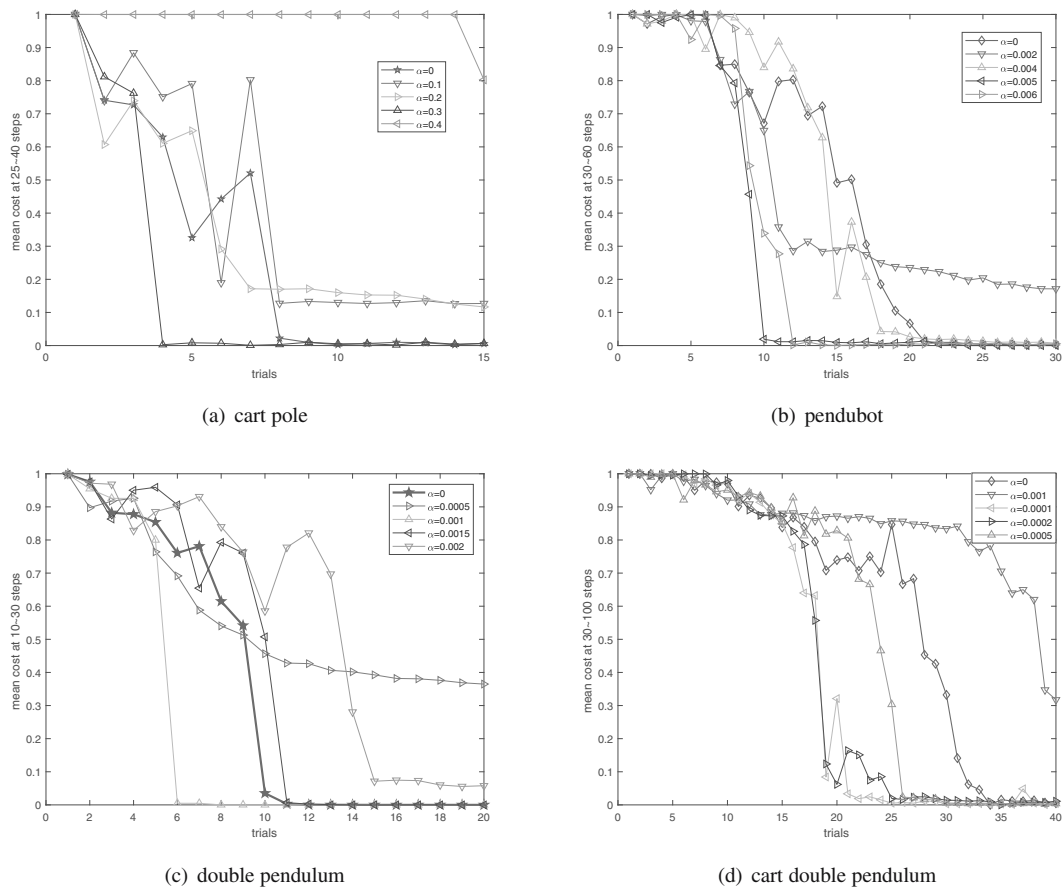 1
0.9
0.8
0.7
0.6
0.5
0.4
0.3
0.2
0.1
0
mean cost at 25~40 steps
α=0
α=0.1
α=0.2
α=0.3
α=0.4
5
10
15
trials
(a) cart pole
1
0.9
0.8
0.7
0.6
0.5
0.4
0.3
0.2
0.1
0
mean cost at 30~60 steps
α=0
α=0.002
α=0.004
α=0.005
α=0.006
0
5
10
15
20
25
30
trials
(b) pendubot
1
0.9
0.8
0.7
0.6
0.5
0.4
0.3
0.2
0.1
0
mean cost at 10~30 steps
α=0
α=0.0005
α=0.001
α=0.0015
α=0.002
2
4
6
8
10
12
14
16
18
20
trials
(c) double pendulum
1
0.9
0.8
0.7
0.6
0.5
0.4
0.3
0.2
0.1
0
mean cost at 30~100 steps
α=0
α=0.001
α=0.0001
α=0.0002
α=0.0005
0
5
10
15
20
25
30
35
40
trials
(d) cart double pendulum